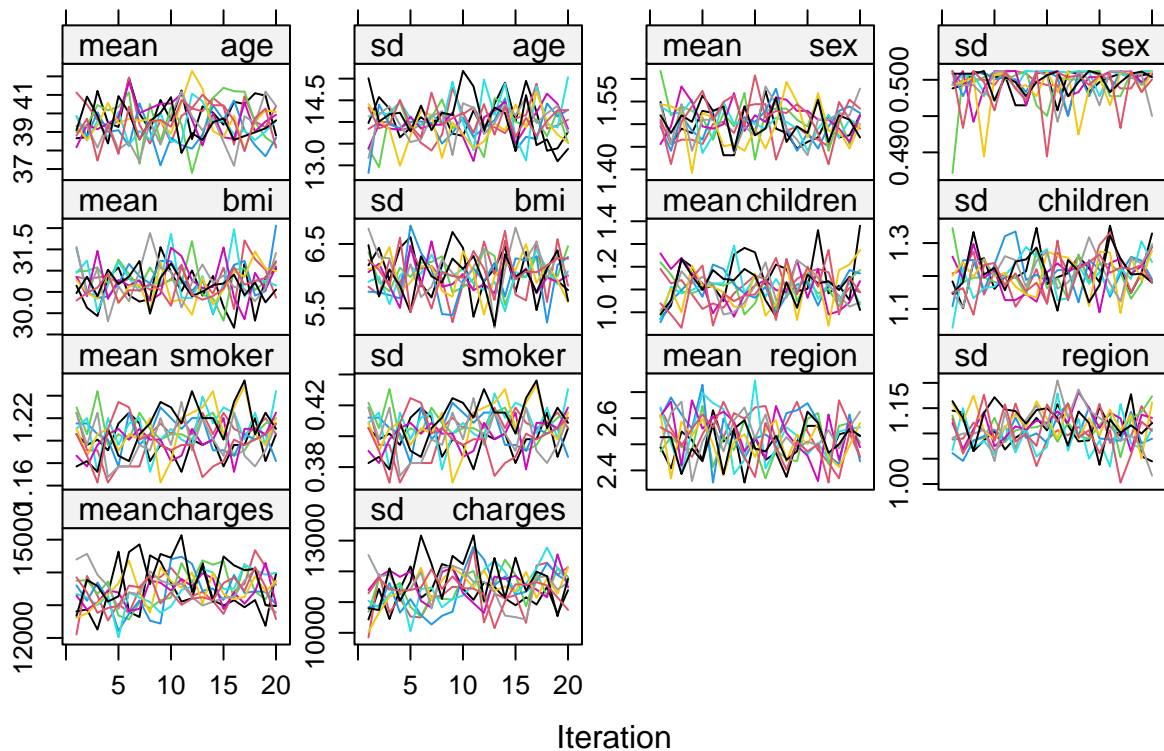 mean age sd age mean sex sd sex
37 39 41
13.0 14.5
1.40 1.55
0.490 0.500
mean bmi sd bmi mean children sd children
30.0 31.5
5.5 6.5
1.0 1.2 1.4
1.1 1.3
mean smoker sd smoker mean region sd region
1.16 1.22
0.38 0.42
2.4 2.6
1.00 1.15
mean charges sd charges
12000 15000
10000 13000
5 10 15 20 5 10 15 20
Iteration